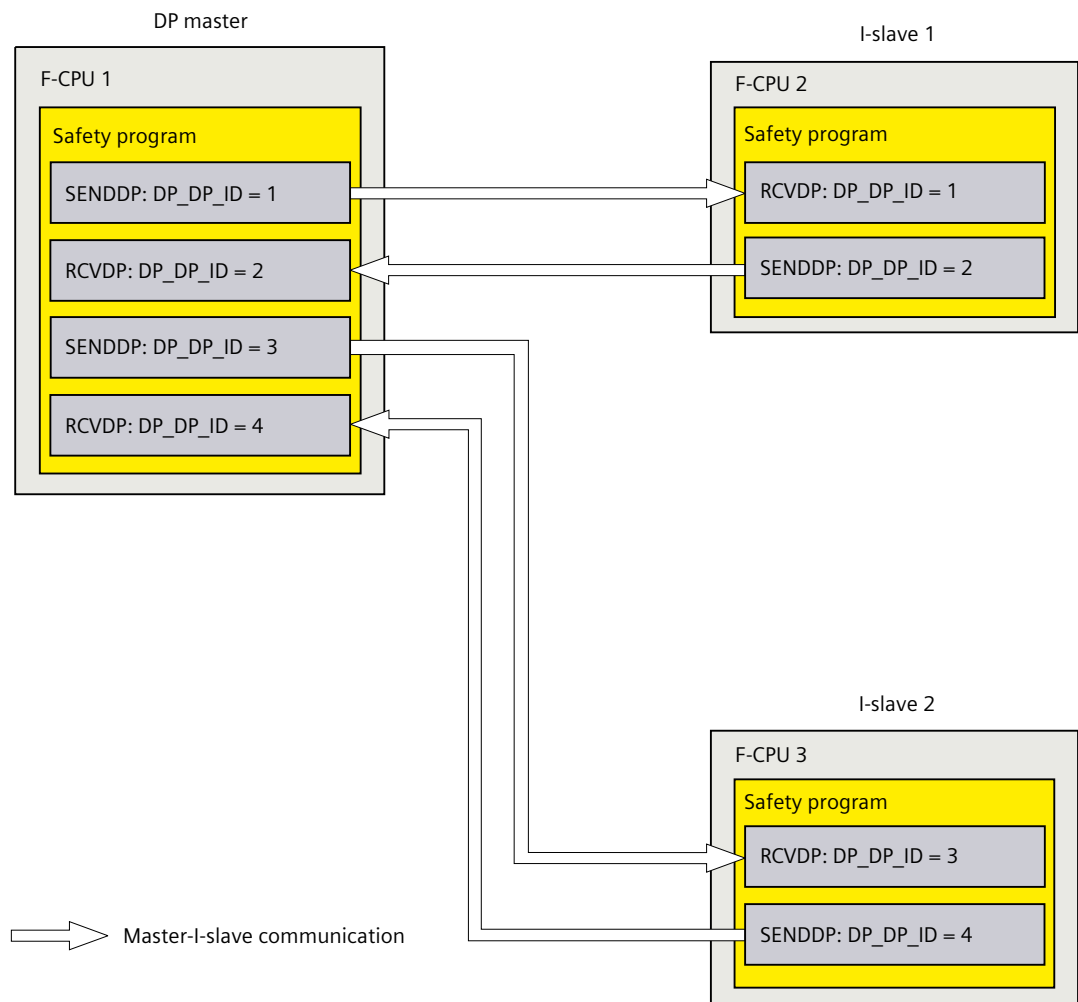 DP master
F-CPU 1
Safety program
SENDDP: DP_DP_ID = 1
RCVDP: DP_DP_ID = 2
SENDDP: DP_DP_ID = 3
RCVDP: DP_DP_ID = 4
I-slave 1
F-CPU 2
Safety program
RCVDP: DP_DP_ID = 1
SENDDP: DP_DP_ID = 2
I-slave 2
F-CPU 3
Safety program
RCVDP: DP_DP_ID = 3
SENDDP: DP_DP_ID = 4
Master-I-slave communication